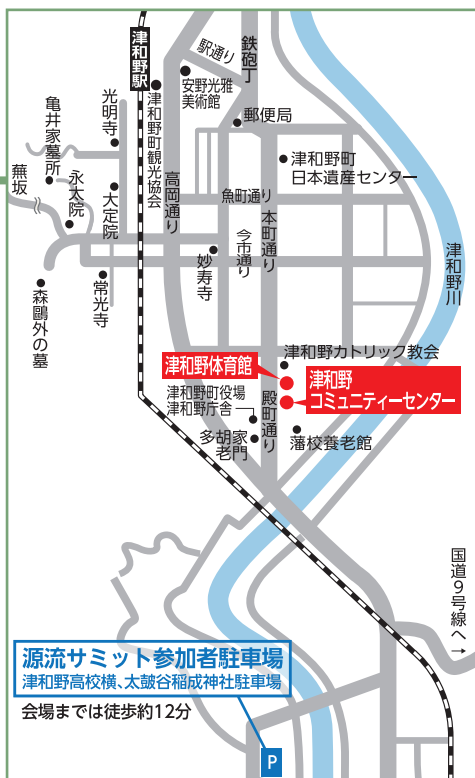 津和野駅
駅通り
鉄砲丁
安野光雅
美術館
郵便局
津和野町
日本遺産センター
津和野町観光協会
高岡通り
光明寺
亀井家墓所
蕪坂
永太院
大定院
魚町通り
本町通り
今市通り
妙寿寺
津和野川
常光寺
森鷗外の墓
津和野カトリック教会
津和野体育館
津和野
コミュニティーセンター
津和野町役場
津和野庁舎
殿町通り
多胡家
老門
藩校養老館
国道9号線へ→
源流サミット参加者駐車場
津和野高校横、太皷谷稲成神社駐車場
会場までは徒歩約12分
P